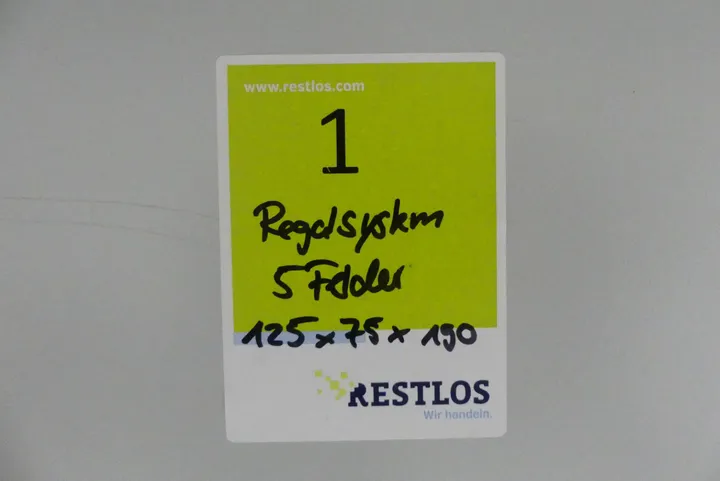 www.restlos.com
1
Regalsystem
5 Felder
125 x 75 x 190
RESTLOS
Wir handeln.